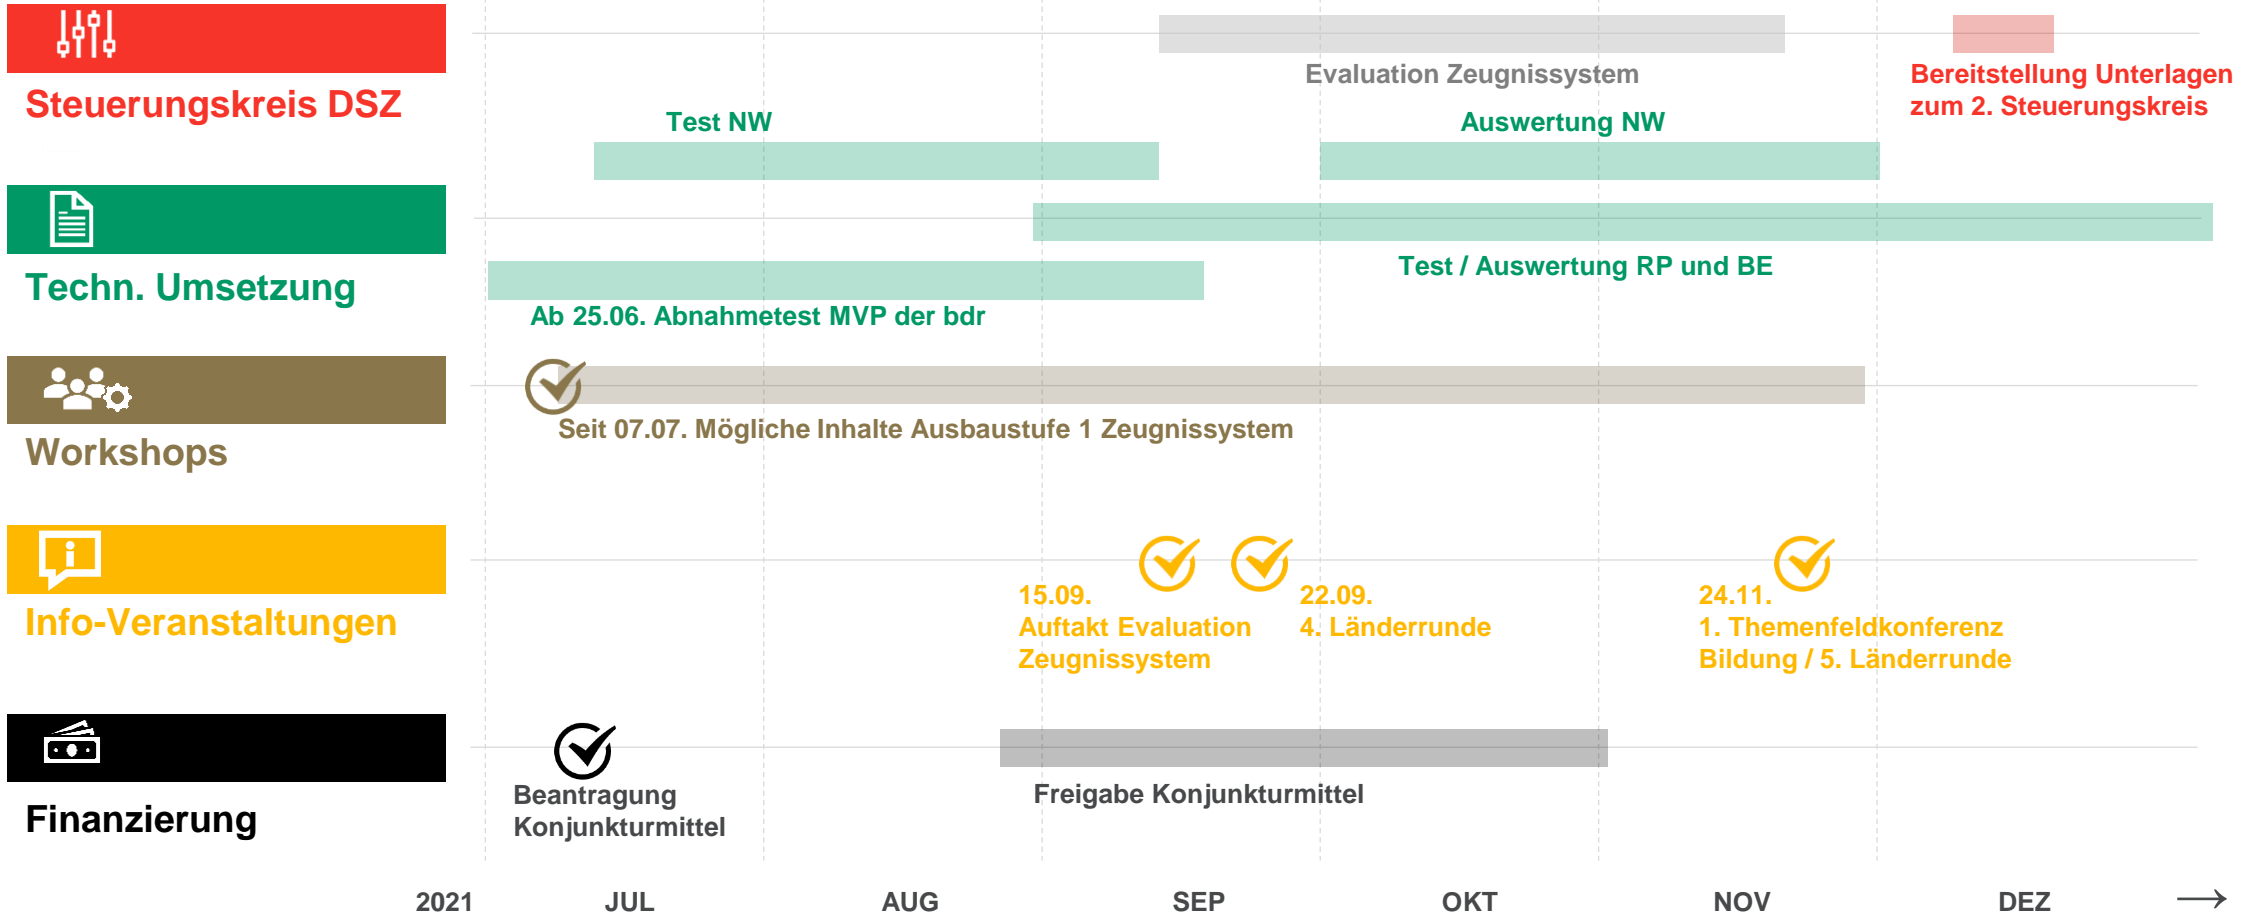 Steuerungskreis DSZ
Evaluation Zeugnissystem
Bereitstellung Unterlagen
zum 2. Steuerungskreis
Test NW
Auswertung NW
Techn. Umsetzung
Test / Auswertung RP und BE
Ab 25.06. Abnahmetest MVP der bdr
Workshops
Seit 07.07. Mögliche Inhalte Ausbaustufe 1 Zeugnissystem
Info-Veranstaltungen
15.09.
Auftakt Evaluation
Zeugnissystem
22.09.
4. Länderrunde
24.11.
1. Themenfeldkonferenz
Bildung / 5. Länderrunde
Finanzierung
Beantragung
Konjunkturmittel
Freigabe Konjunkturmittel
2021 JUL AUG SEP OKT NOV DEZ